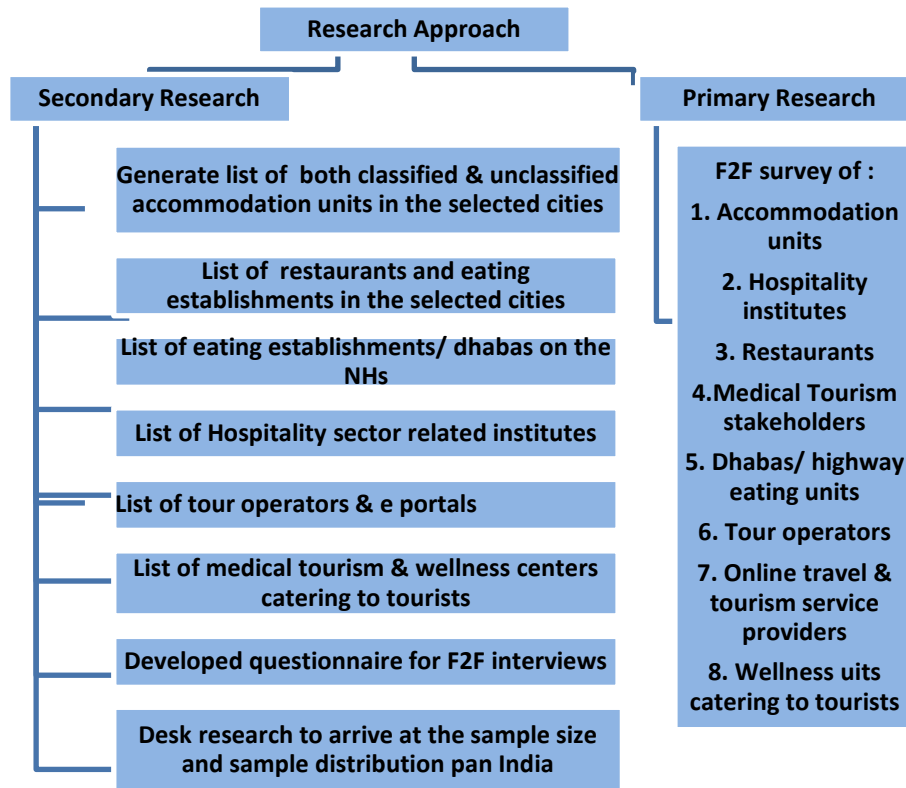 Research Approach
Secondary Research
Generate list of both classified & unclassified
accommodation units in the selected cities
List of restaurants and eating
establishments in the selected cities
List of eating establishments/ dhabas on the
NHs
List of Hospitality sector related institutes
List of tour operators & e portals
List of medical tourism & wellness centers
catering to tourists
Developed questionnaire for F2F interviews
Desk research to arrive at the sample size
and sample distribution pan India
Primary Research
F2F survey of :
1. Accommodation
units
2. Hospitality
institutes
3. Restaurants
4.Medical Tourism
stakeholders
5. Dhabas/ highway
eating units
6. Tour operators
7. Online travel &
tourism service
providers
8. Wellness uits
catering to tourists